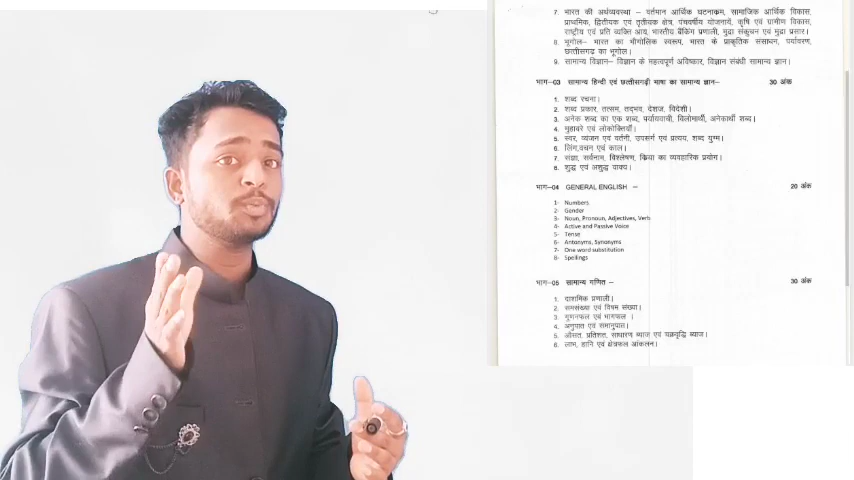 7. भारत की अर्थव्यवस्था – वर्तमान आर्थिक घटनाक्रम, सामाजिक आर्थिक विकास,
प्राथमिक, द्वितीयक एवं तृतीयक क्षेत्र, पंचवर्षीय योजनायें, कृषि एवं ग्रामीण विकास,
राष्ट्रीय एवं प्रति व्यक्ति आय, भारतीय बैंकिंग प्रणाली, मुद्रा संकुचन एवं मुद्रा प्रसार।
8. भूगोल– भारत का भौगोलिक स्वरूप, भारत के प्राकृतिक संसाधन, पर्यावरण,
छत्तीसगढ़ का भूगोल।
9. सामान्य विज्ञान– विज्ञान के महत्वपूर्ण अविष्कार, विज्ञान संबंधी सामान्य ज्ञान।
भाग–03 सामान्य हिन्दी एवं छत्तीसगढ़ी भाषा का सामान्य ज्ञान– 30 अंक
1. शब्द रचना।
2. शब्द प्रकार, तत्सम, तद्भव, देशज, विदेशी।
3. अनेक शब्द का एक शब्द, पर्यायवाची, विलोमार्थी, अनेकार्थी शब्द।
4. मुहावरे एवं लोकोक्तियाँ।
5. स्वर, व्यंजन एवं वर्तनी, उपसर्ग एवं प्रत्यय, शब्द युग्म।
6. लिंग,वचन एवं काल।
7. संज्ञा, सर्वनाम, विश्लेषण, क्रिया का व्यवहारिक प्रयोग।
8. शुद्ध एवं अशुद्ध वाक्य।
भाग–04 GENERAL ENGLISH – 20 अंक
1- Numbers
2- Gender
3- Noun, Pronoun, Adjectives, Verb
4- Active and Passive Voice
5- Tense
6- Antonyms, Synonyms
7- One word substitution
8- Spellings
भाग–05 सामान्य गणित – 30 अंक
1. दाशमिक प्रणाली।
2. समसंख्या एवं विषम संख्या।
3. गुणनफल एवं भागफल ।
4. अनुपात एवं समानुपात।
5. औसत, प्रतिशत, साधारण ब्याज एवं चक्रवृद्धि ब्याज।
6. लाभ, हानि एवं क्षेत्रफल आंकलन।